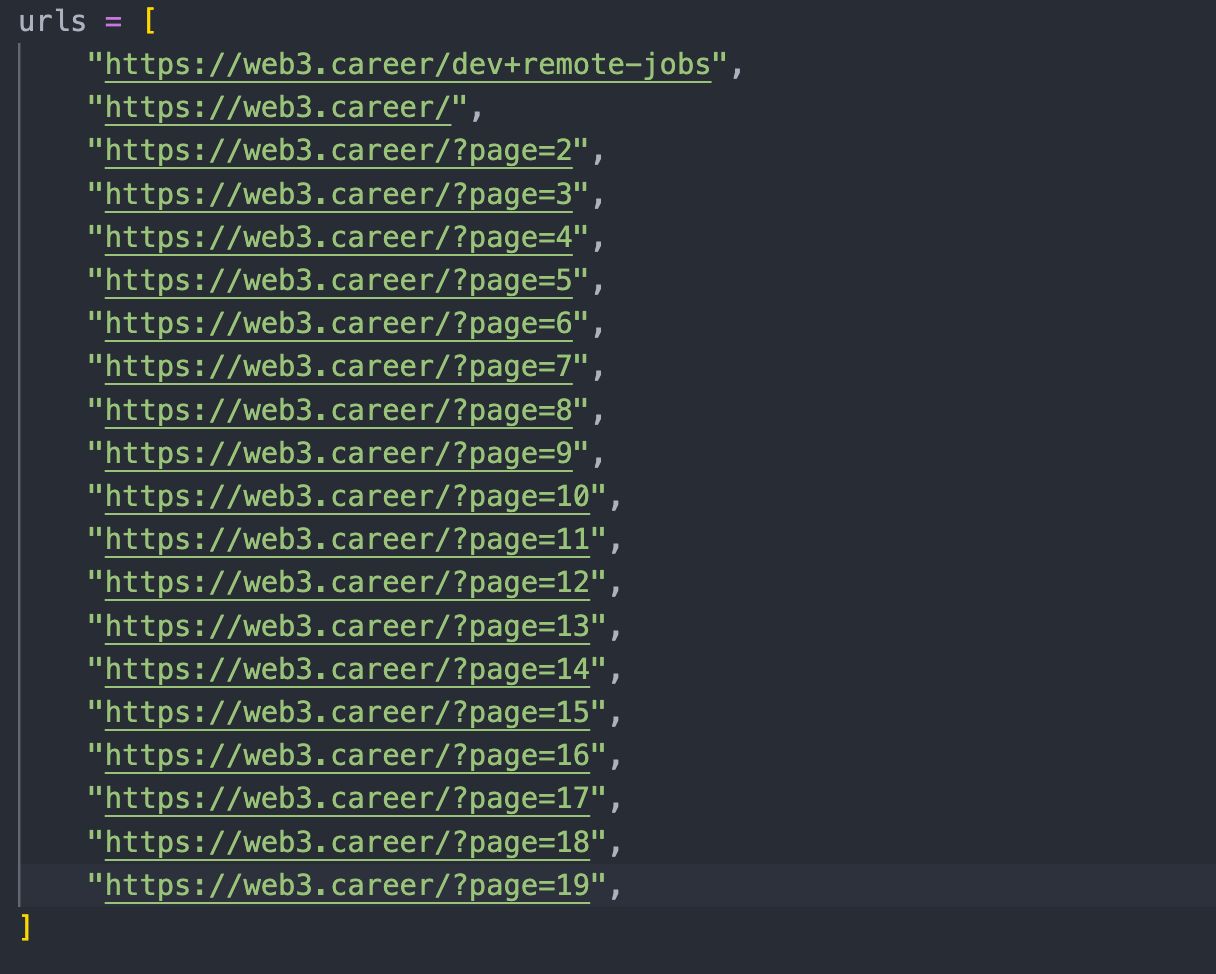 urls = [
    "https://web3.career/dev+remote-jobs",
    "https://web3.career/",
    "https://web3.career/?page=2",
    "https://web3.career/?page=3",
    "https://web3.career/?page=4",
    "https://web3.career/?page=5",
    "https://web3.career/?page=6",
    "https://web3.career/?page=7",
    "https://web3.career/?page=8",
    "https://web3.career/?page=9",
    "https://web3.career/?page=10",
    "https://web3.career/?page=11",
    "https://web3.career/?page=12",
    "https://web3.career/?page=13",
    "https://web3.career/?page=14",
    "https://web3.career/?page=15",
    "https://web3.career/?page=16",
    "https://web3.career/?page=17",
    "https://web3.career/?page=18",
    "https://web3.career/?page=19",
]